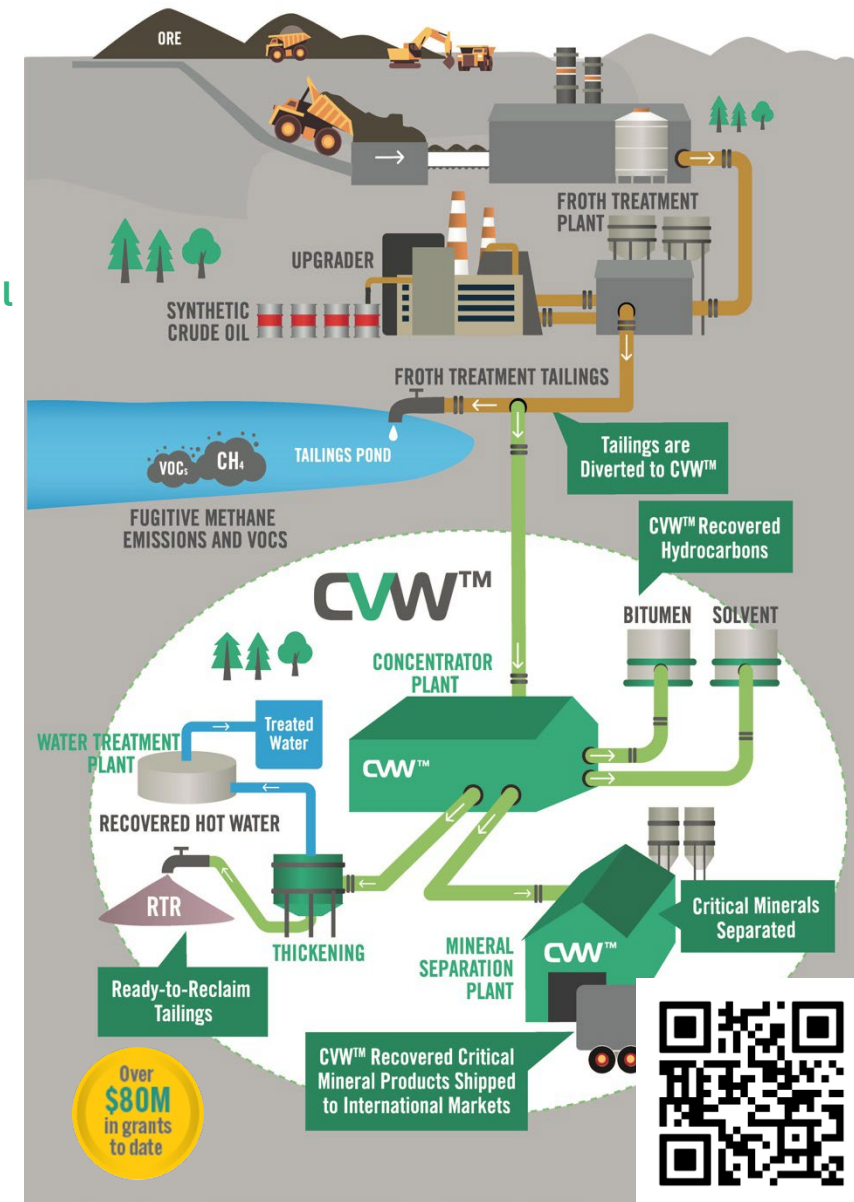 ORE
FROTH TREATMENT
PLANT
UPGRADER
SYNTHETIC
CRUDE OIL
FROTH TREATMENT TAILINGS
TAILINGS POND
Tailings are
Diverted to CVW™
VOCs
CH4
FUGITIVE METHANE
EMISSIONS AND VOCS
CVW™ Recovered
Hydrocarbons
CVW™
BITUMEN
SOLVENT
CONCENTRATOR
PLANT
CVW™
WATER TREATMENT
PLANT
Treated
Water
RECOVERED HOT WATER
RTR
THICKENING
MINERAL
SEPARATION
PLANT
CVW™
Critical Minerals
Separated
Ready-to-Reclaim
Tailings
CVW™ Recovered Critical
Mineral Products Shipped
to International Markets
Over
$80M
in grants
to date